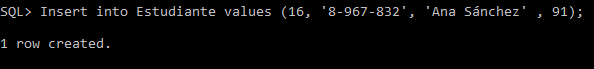 SQL> Insert into Estudiante values (16, '8-967-832', 'Ana Sánchez' , 91);
1 row created.